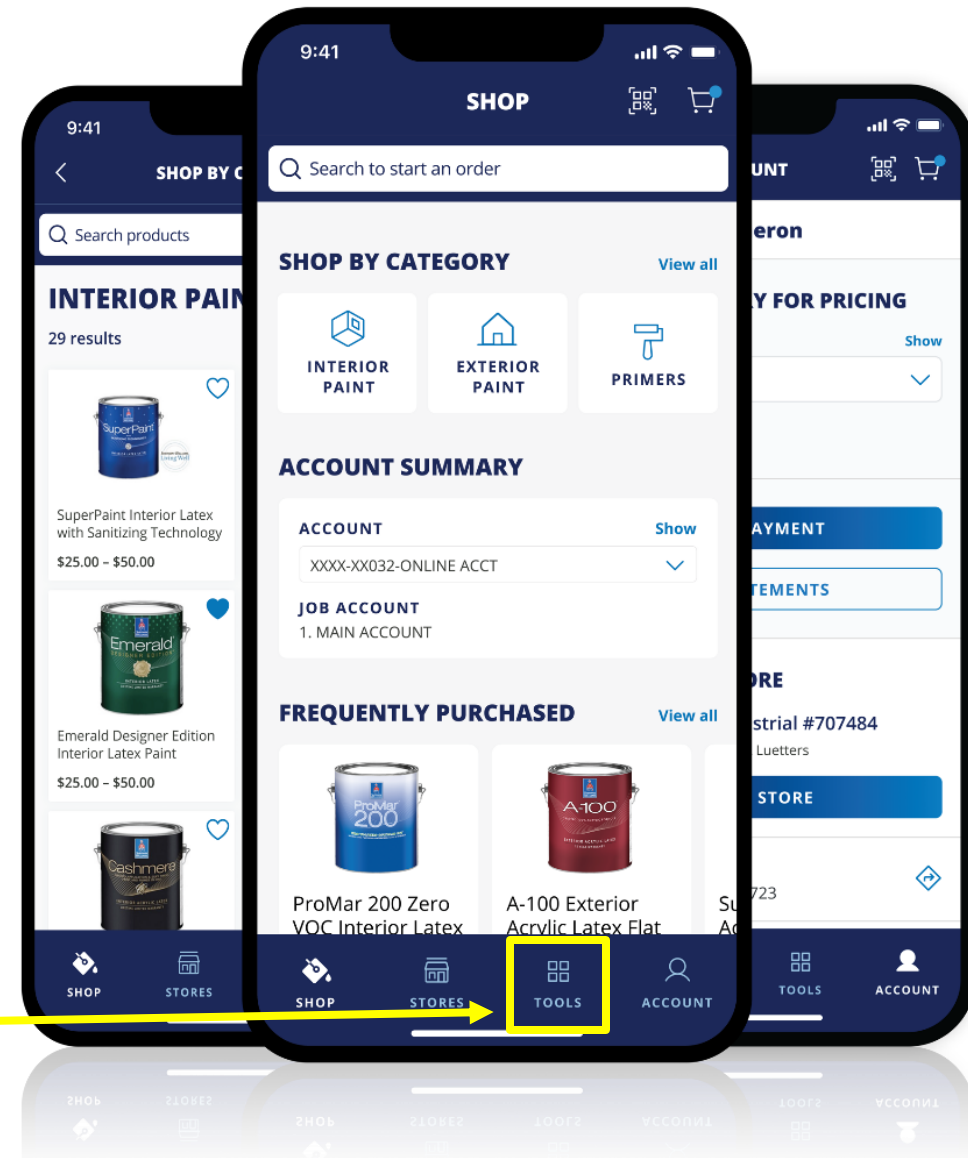 9:41
SHOP BY C
Search products
INTERIOR PAIN
29 results
SuperPaint
SuperPaint Interior Latex
with Sanitizing Technology
$25.00 – $50.00
Emerald
DESIGNER EDITION
Emerald Designer Edition
Interior Latex Paint
$25.00 – $50.00
Cashmere
SHOP
STORES
9:41
SHOP
Search to start an order
SHOP BY CATEGORY
View all
INTERIOR
PAINT
EXTERIOR
PAINT
PRIMERS
ACCOUNT SUMMARY
ACCOUNT
Show
XXXX-XX032-ONLINE ACCT
JOB ACCOUNT
1. MAIN ACCOUNT
FREQUENTLY PURCHASED
View all
ProMar
200
A-100
ProMar 200 Zero
VOC Interior Latex
A-100 Exterior
Acrylic Latex Flat
Su
Ac
SHOP
STORES
TOOLS
ACCOUNT
UNT
eron
Y FOR PRICING
Show
AYMENT
TEMENTS
ORE
strial #707484
Luetters
STORE
723
TOOLS
ACCOUNT